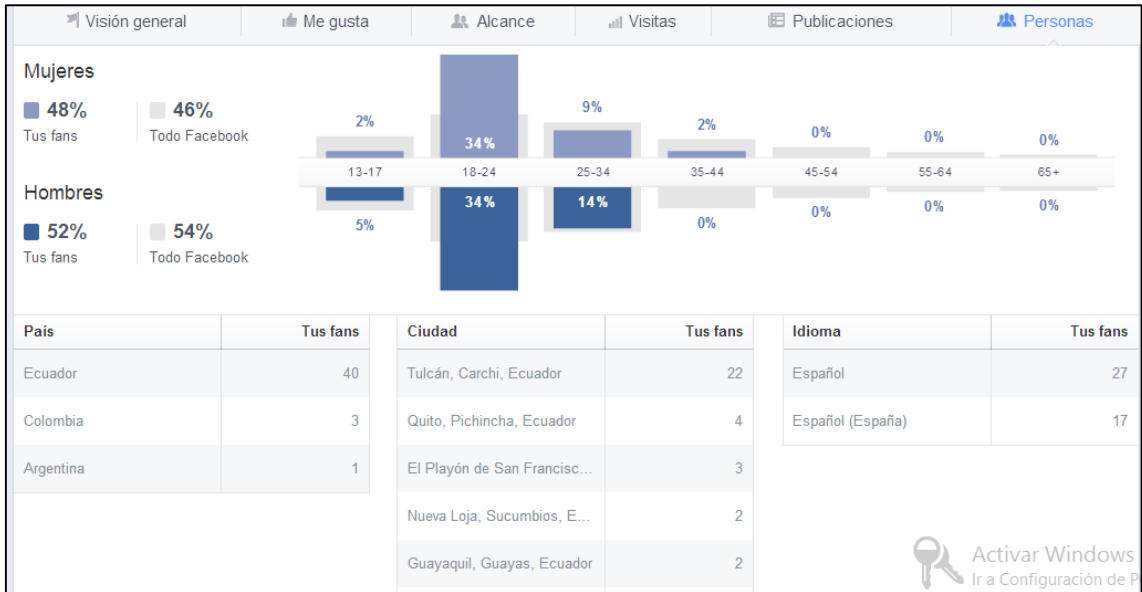 Visión general Me gusta Alcance Visitas Publicaciones Personas
Mujeres
48% 46%
Tus fans Todo Facebook
2% 34% 9% 2% 0% 0% 0%
13-17 18-24 25-34 35-44 45-54 55-64 65+
Hombres
52% 54%
Tus fans Todo Facebook
5% 34% 14% 0% 0% 0% 0%
País Tus fans Ciudad Tus fans Idioma Tus fans
Ecuador 40 Tulcán, Carchi, Ecuador 22 Español 27
Colombia 3 Quito, Pichincha, Ecuador 4 Español (España) 17
Argentina 1 El Playón de San Francisc... 3
Nueva Loja, Sucumbios, E... 2
Guayaquil, Guayas, Ecuador 2
Activar Windows
Ir a Configuración de P